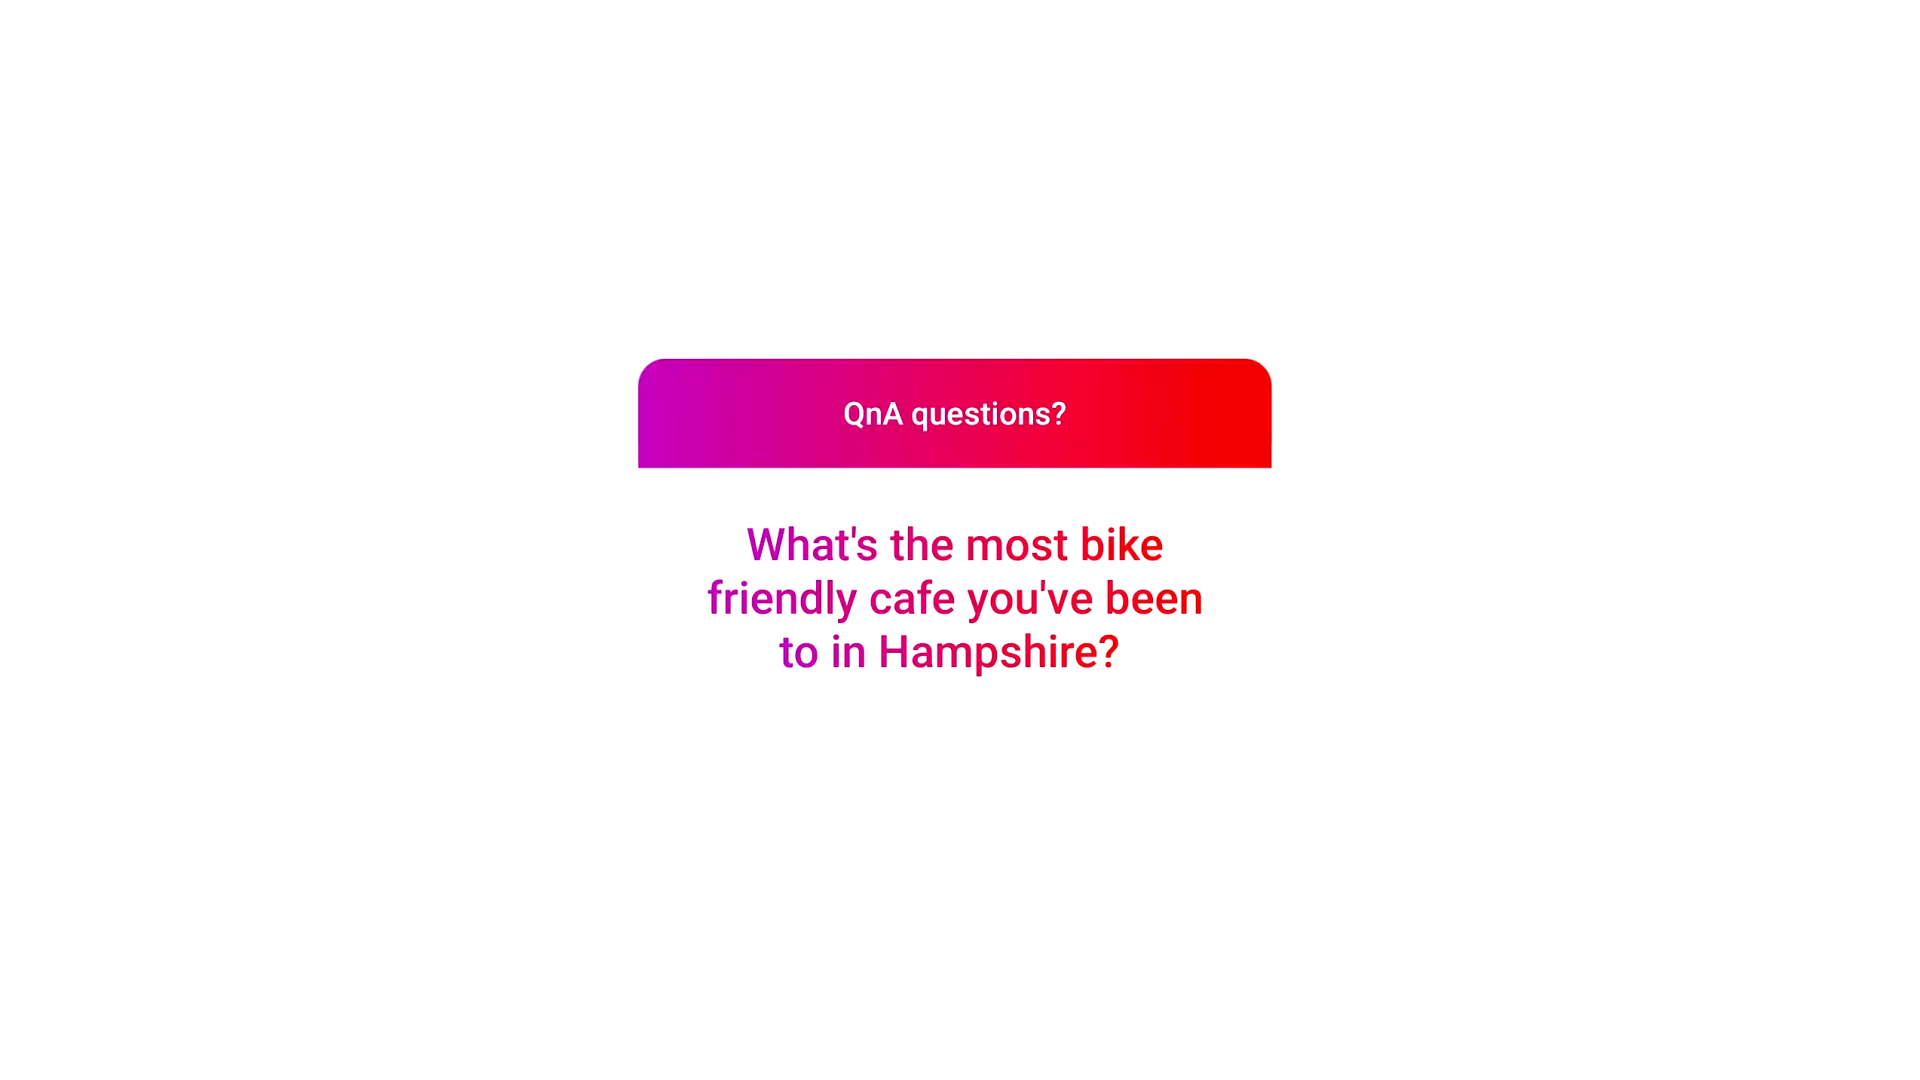 QnA questions?
What's the most bike
friendly cafe you've been
to in Hampshire?